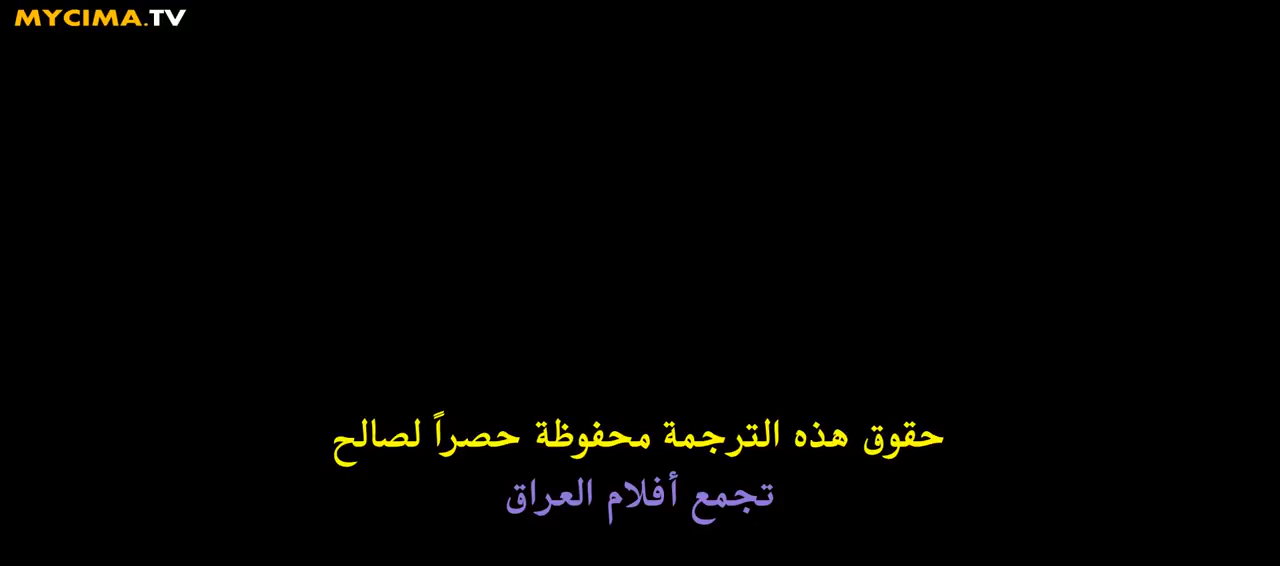 MYCIMA.TV
حقوق هذه الترجمة محفوظة حصراً لصالح
تجمع أفلام العراق